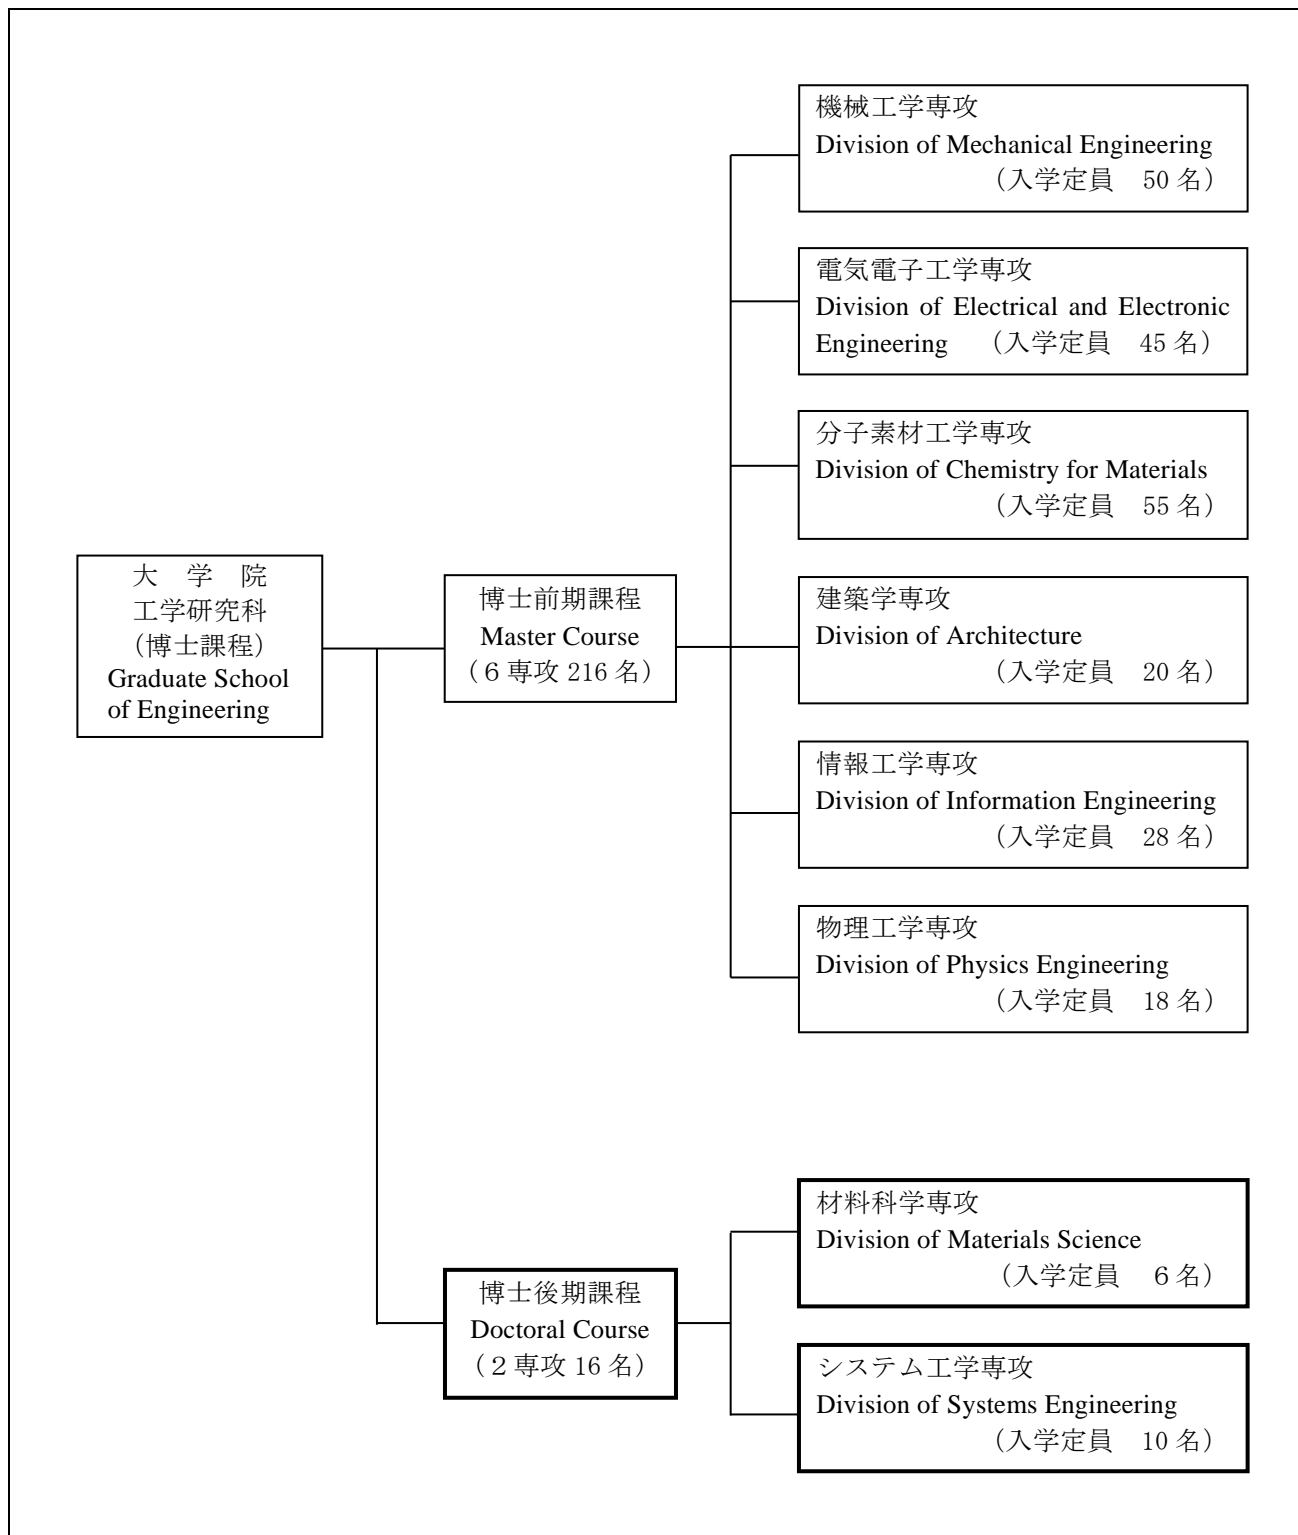 大　学　院
工学研究科
（博士課程）
Graduate School
of Engineering
博士前期課程
Master Course
（６専攻 216 名）
機械工学専攻
Division of Mechanical Engineering
（入学定員　50 名）
電気電子工学専攻
Division of Electrical and Electronic
Engineering　（入学定員　45 名）
分子素材工学専攻
Division of Chemistry for Materials
（入学定員　55 名）
建築学専攻
Division of Architecture
（入学定員　20 名）
情報工学専攻
Division of Information Engineering
（入学定員　28 名）
物理工学専攻
Division of Physics Engineering
（入学定員　18 名）
博士後期課程
Doctoral Course
（２専攻 16 名）
材料科学専攻
Division of Materials Science
（入学定員　６名）
システム工学専攻
Division of Systems Engineering
（入学定員　10 名）